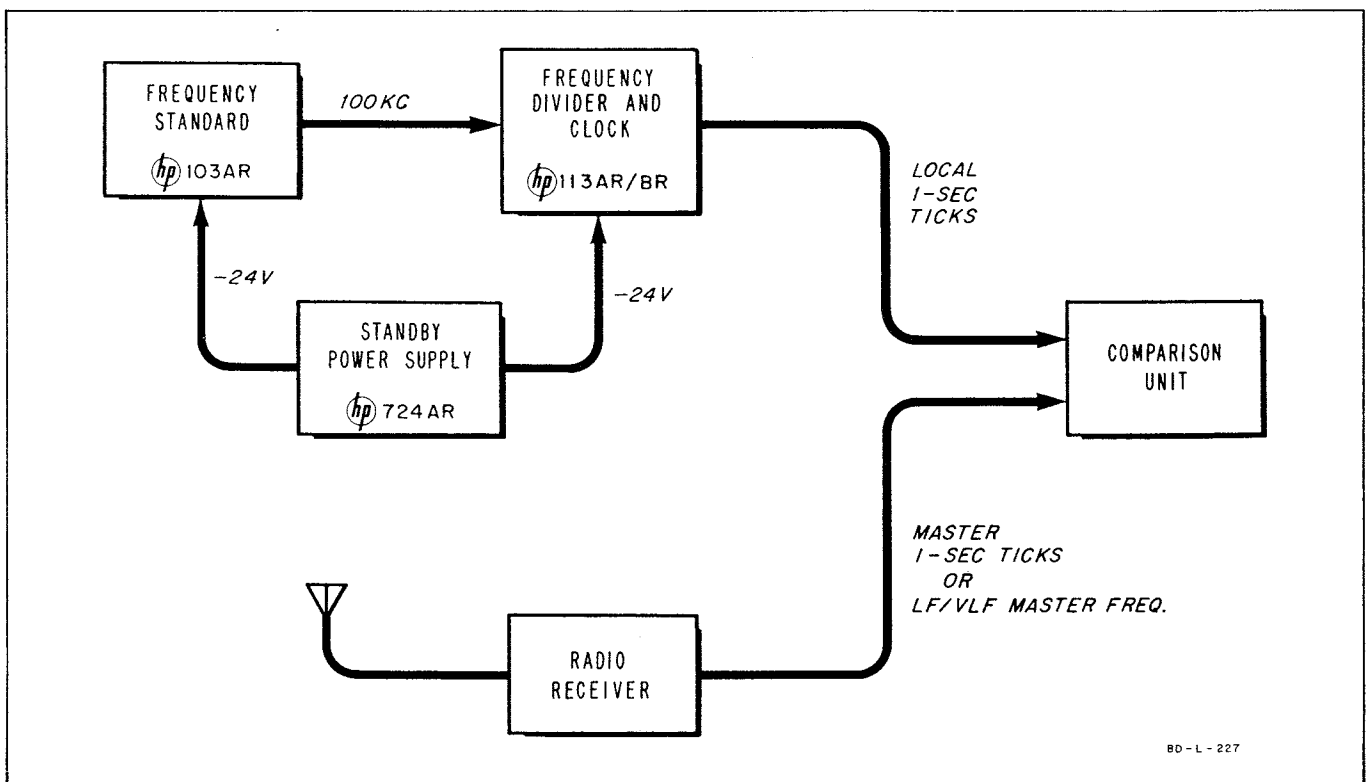 FREQUENCY
STANDARD
hp 103AR
100KC
FREQUENCY
DIVIDER AND
CLOCK
hp 113AR/BR
LOCAL
1-SEC
TICKS
-24V
-24V
STANDBY
POWER SUPPLY
hp 724AR
COMPARISON
UNIT
MASTER
1-SEC TICKS
OR
LF/VLF MASTER FREQ.
RADIO
RECEIVER
BD-L-227